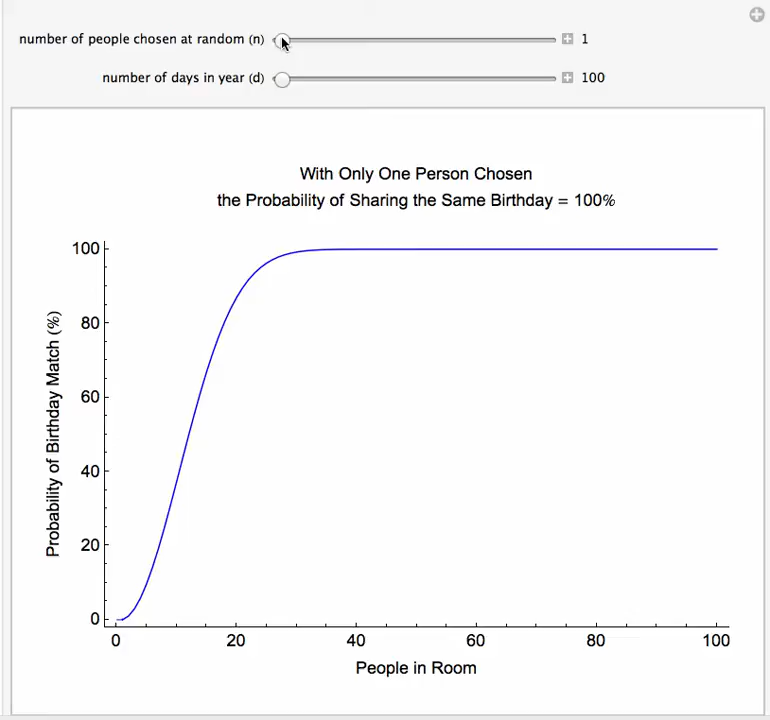 number of people chosen at random (n) 1
number of days in year (d) 100
With Only One Person Chosen
the Probability of Sharing the Same Birthday = 100%
Probability of Birthday Match (%)
100
80
60
40
20
0
0 20 40 60 80 100
People in Room